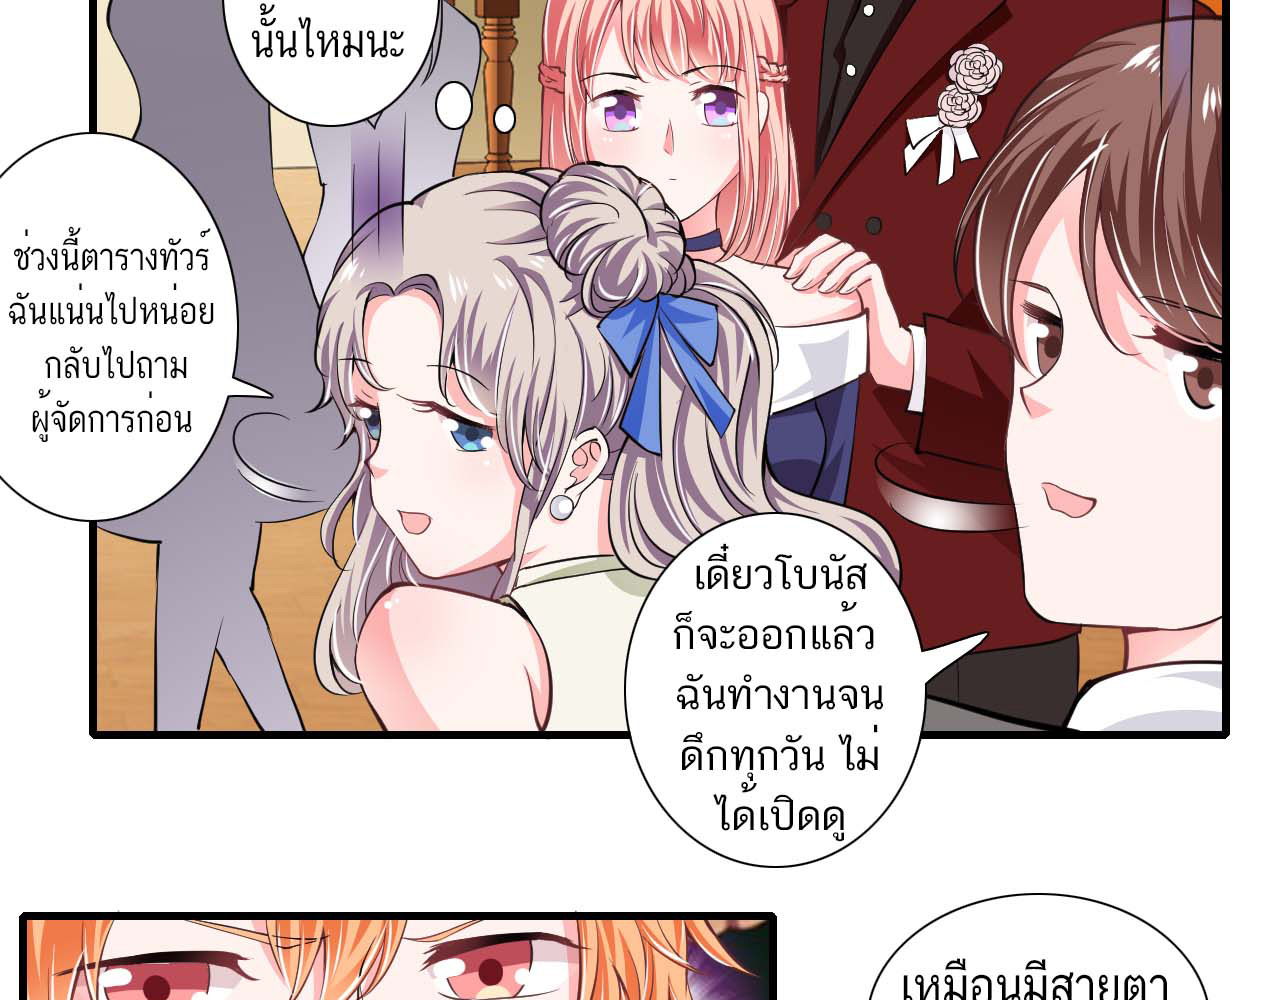 นั้นไหมนะ
ช่วงนี้ตารางทัวร์
ฉันแน่นไปหน่อย
กลับไปถาม
ผู้จัดการก่อน
เดี๋ยวโบนัส
ก็จะออกแล้ว
ฉันทำงานจน
ดึกทุกวัน ไม่
ได้เปิดดู
เหมือนมีสายตา